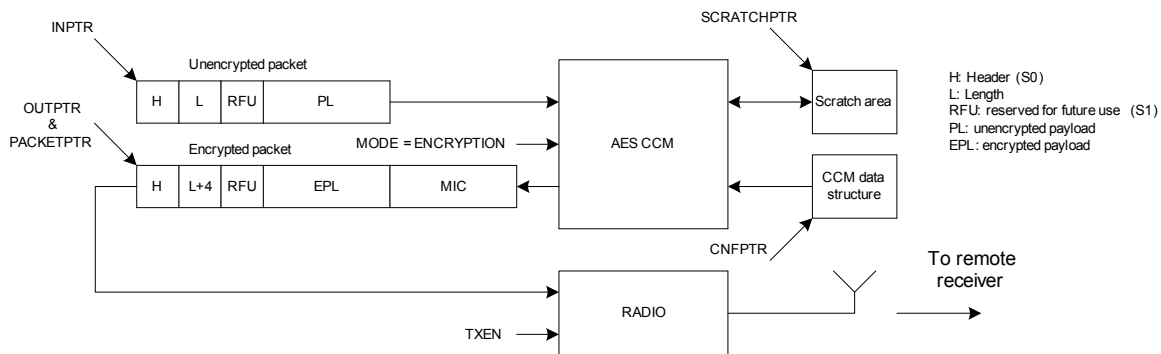 SCRATCHPTR
INPTR
Unencrypted packet
H L RFU PL
H: Header (S0)
L: Length
RFU: reserved for future use (S1)
PL: unencrypted payload
EPL: encrypted payload
Scratch area
OUTPTR
&
PACKETPTR
MODE = ENCRYPTION
AES CCM
Encrypted packet
H L+4 RFU EPL MIC
CCM data
structure
CNFPTR
To remote
receiver
RADIO
TXEN